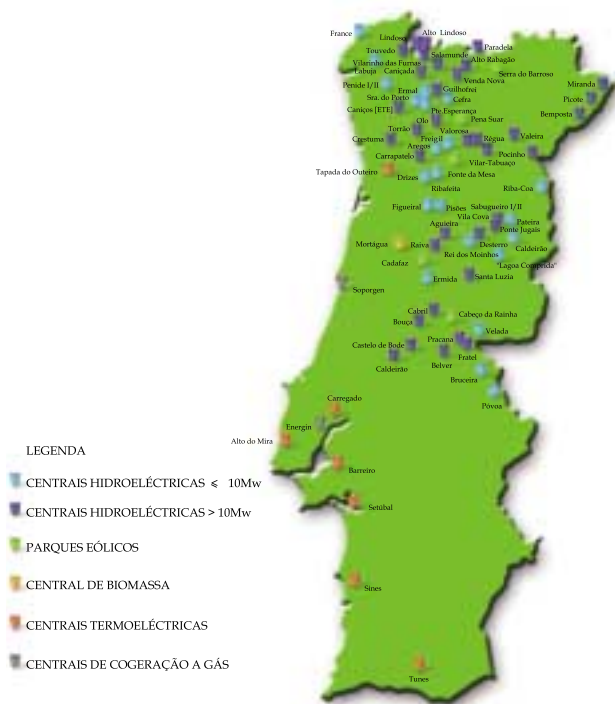 France
Lindoso
Alto Lindoso
Touvedo
Salamunde
Paradela
Vilarinho das Furnas
Alto Rabagão
Labuja
Caniçada
Venda Nova
Serra do Barroso
Miranda
Penide I/II
Ermal
Guilhofrei
Picote
Sra. do Porto
Cefra
Caniços [ETE]
Pte. Esperança
Bemposta
Olo
Pena Suar
Torrão
Valorosa
Crestuma
Freigil
Régua
Valeira
Aregos
Carrapatelo
Pocinho
Vilar-Tabuaço
Tapada do Outeiro
Drizes
Fonte da Mesa
Ribafeita
Riba-Coa
Figueiral
Pisões
Sabugueiro I/II
Vila Cova
Pateira
Aguieira
Ponte Jugais
Mortágua
Raiva
Desterro
Caldeirão
Rei dos Moinhos
Cadafaz
"Lagoa Comprida"
Ermida
Santa Luzia
Soporgen
Cabril
Cabeço da Rainha
Bouça
Velada
Castelo de Bode
Pracana
Fratel
Caldeirão
Belver
Bruceira
Póvoa
Carregado
Energin
Alto do Mira
Barreiro
Setúbal
Sines
Tunes
LEGENDA
CENTRAIS HIDROELÉCTRICAS ⩽ 10Mw
CENTRAIS HIDROELÉCTRICAS > 10Mw
PARQUES EÓLICOS
CENTRAL DE BIOMASSA
CENTRAIS TERMOELÉCTRICAS
CENTRAIS DE COGERAÇÃO A GÁS